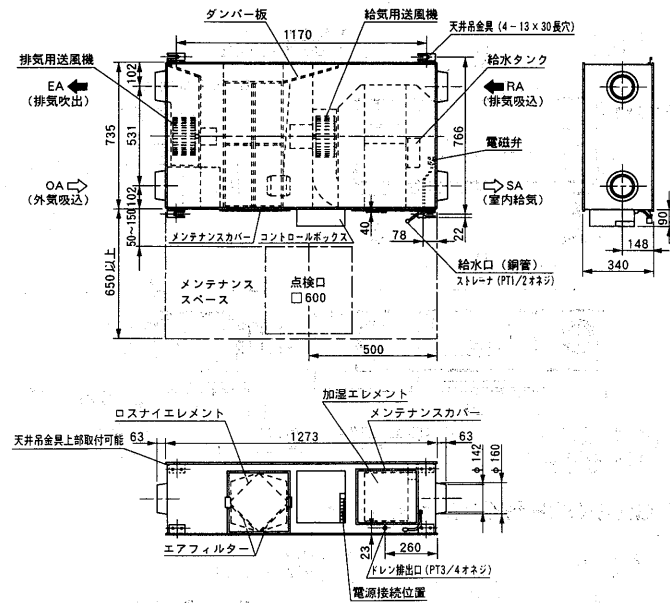 ダンパー板
給気用送風機
1170
天井吊金具(4-13×30長穴)
排気用送風機
給水タンク
EA
(排気吹出)
RA
(排気吸込)
102
735
531
766
電磁弁
OA
(外気吸込)
SA
(室内給気)
102
50~150
メンテナンスカバー
コントロールボックス
40
78
22
90
148
340
給水口(銅管)
ストレーナ(PT1/2オネジ)
650以上
メンテナンス
スペース
点検口
□600
500
加湿エレメント
ロスナイエレメント
メンテナンスカバー
天井吊金具上部取付可能
63
1273
63
φ142
φ160
エアフィルター
23
260
ドレン排出口(PT3/4オネジ)
電源接続位置